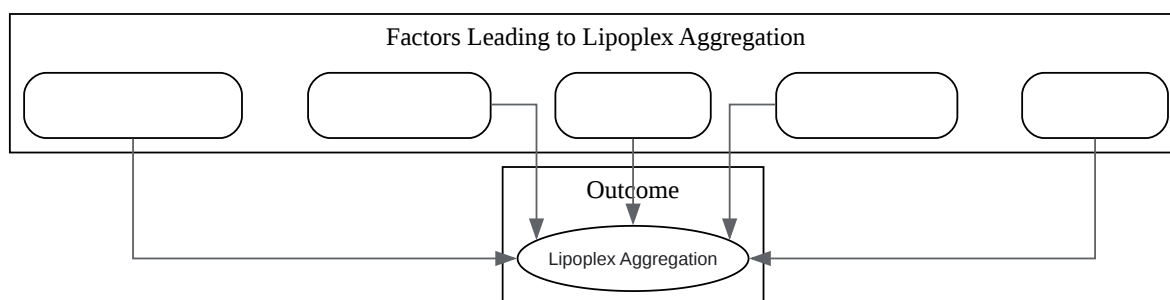 Factors Leading to Lipoplex Aggregation
Outcome
Lipoplex Aggregation